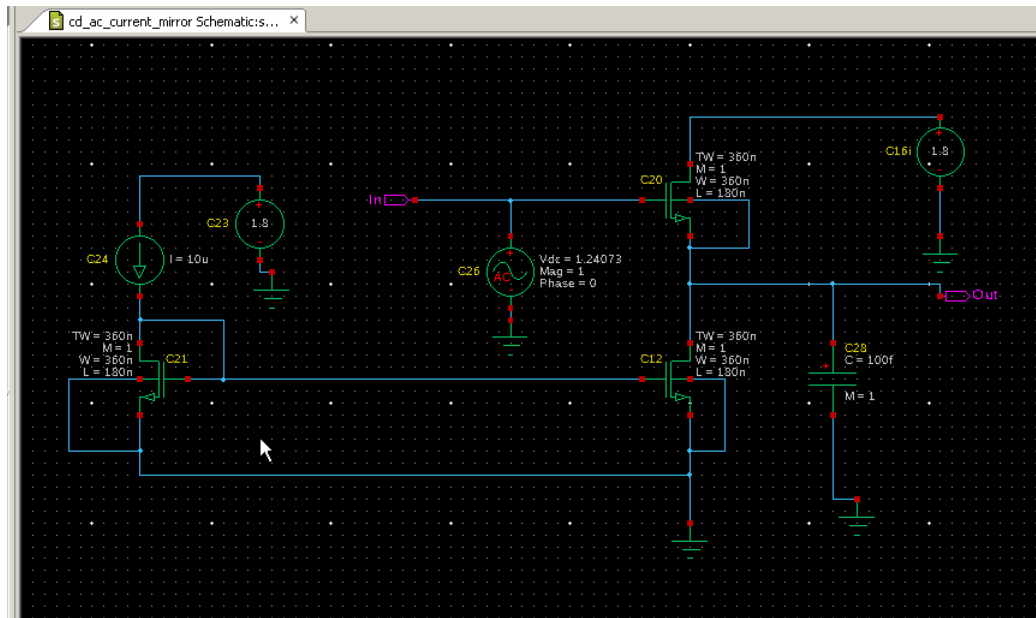 S cd_ac_current_mirror Schematic:s... ×
TW = 360n
M = 1
W = 360n
L = 180n
C20
C16i
1.8
In
C23
1.8
C24
I = 10u
C26
AC
Vdc = 1.24073
Mag = 1
Phase = 0
Out
TW = 360n
M = 1
W = 360n
L = 180n
C21
TW = 360n
M = 1
W = 360n
L = 180n
C12
C28
C = 100f
M = 1